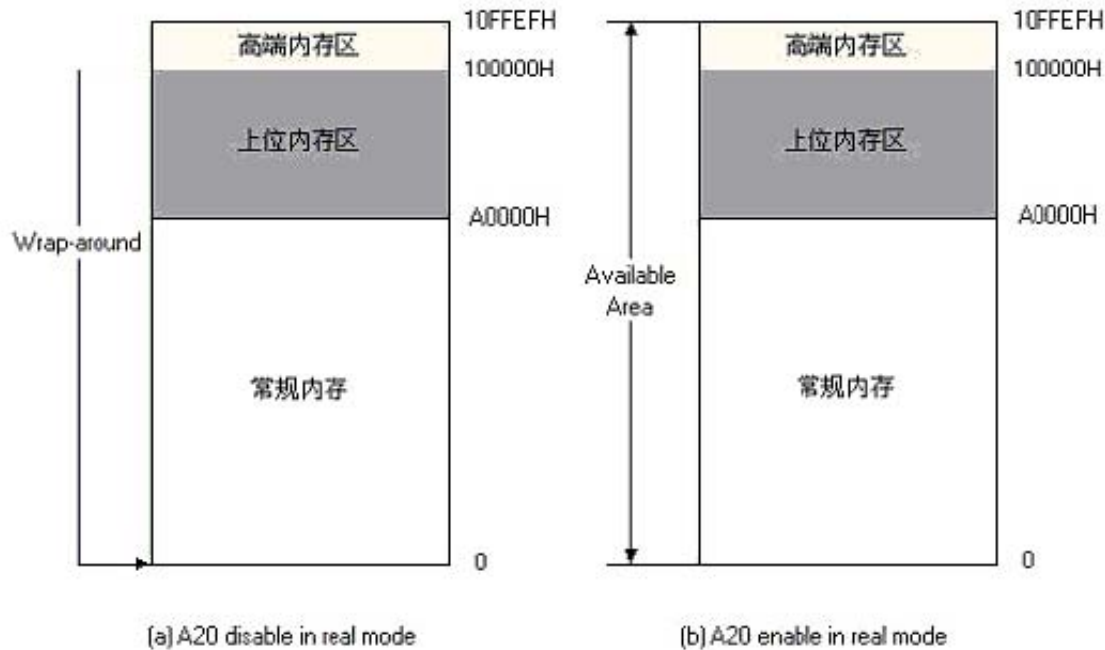 10FFEFH
高端内存区
100000H
上位内存区
A0000H
Wrap-around
常规内存
0
(a) A20 disable in real mode
10FFEFH
高端内存区
100000H
上位内存区
A0000H
Available
Area
常规内存
0
(b) A20 enable in real mode